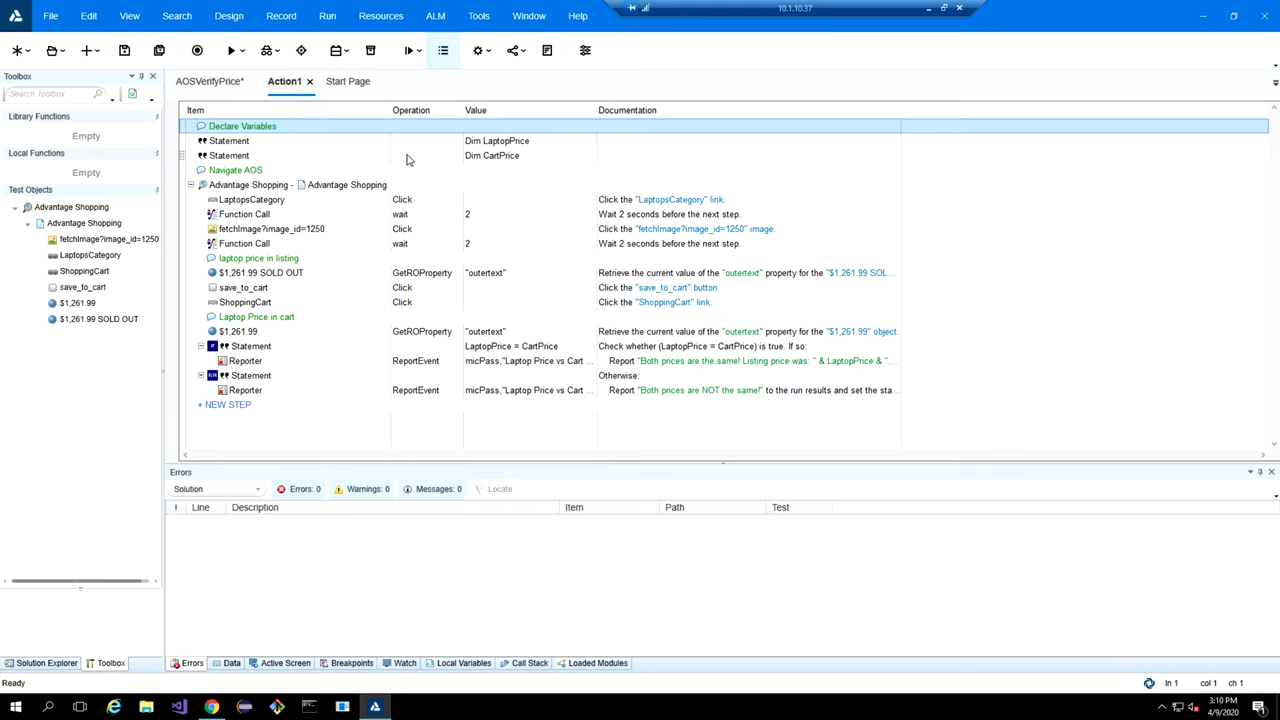 10.1.10.37
File Edit View Search Design Record Run Resources ALM Tools Window Help
Toolbox
AOSVerifyPrice* Action1 Start Page
Search Toolbox
Library Functions
Empty
Local Functions
Empty
Test Objects
Advantage Shopping
Advantage Shopping
fetchImage?image_id=1250
LaptopsCategory
ShoppingCart
save_to_cart
$1,261.99
$1,261.99 SOLD OUT
Item Operation Value Documentation
Declare Variables
Statement Dim LaptopPrice
Statement Dim CartPrice
Navigate AOS
Advantage Shopping - Advantage Shopping
LaptopsCategory Click Click the "LaptopsCategory" link.
Function Call wait 2 Wait 2 seconds before the next step.
fetchImage?image_id=1250 Click Click the "fetchImage?image_id=1250" image.
Function Call wait 2 Wait 2 seconds before the next step.
laptop price in listing
$1,261.99 SOLD OUT GetROProperty "outertext" Retrieve the current value of the "outertext" property for the "$1,261.99 SOL...
save_to_cart Click Click the "save_to_cart" button.
ShoppingCart Click Click the "ShoppingCart" link.
Laptop Price in cart
$1,261.99 GetROProperty "outertext" Retrieve the current value of the "outertext" property for the "$1,261.99" object.
IF Statement LaptopPrice = CartPrice Check whether (LaptopPrice = CartPrice) is true. If so:
Reporter ReportEvent micPass,"Laptop Price vs Cart ... Report "Both prices are the same! Listing price was: " & LaptopPrice & ",...
ELSE Statement Otherwise:
Reporter ReportEvent micPass,"Laptop Price vs Cart ... Report "Both prices are NOT the same!" to the run results and set the sta...
+ NEW STEP
Errors
Solution Errors: 0 Warnings: 0 Messages: 0 Locate
! Line Description Item Path Test
Solution Explorer Toolbox Errors Data Active Screen Breakpoints Watch Local Variables Call Stack Loaded Modules
Ready ln 1 col 1 ch 1
3:10 PM
4/9/2020